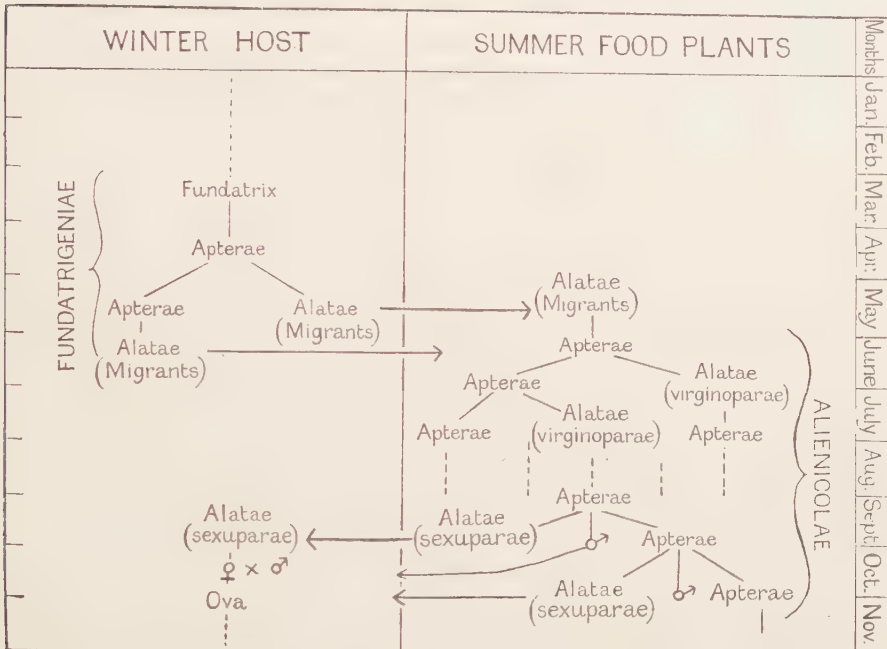 WINTER HOST
SUMMER FOOD PLANTS
Months
Jan.
Feb.
Mar.
Apr.
May
June
July
Aug.
Sept.
Oct.
Nov.
FUNDATRIGENIAE
Fundatrix
Apterae
Apterae
Alatae
(Migrants)
Alatae
(Migrants)
Alatae
(Migrants)
Apterae
Apterae
Alatae
(virginoparae)
Apterae
Alatae
(virginoparae)
Apterae
ALIENICOLAE
Apterae
Alatae
(sexuparae)
Alatae
(sexuparae)
♂
Apterae
♀ × ♂
Ova
Alatae
(sexuparae)
♂
Apterae